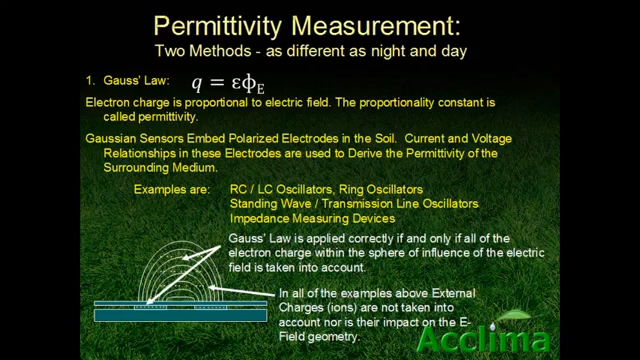 Permittivity Measurement:
Two Methods - as different as night and day
1. Gauss' Law: q = εϕE
Electron charge is proportional to electric field. The proportionality constant is
called permittivity.
Gaussian Sensors Embed Polarized Electrodes in the Soil. Current and Voltage
Relationships in these Electrodes are used to Derive the Permittivity of the
Surrounding Medium.
Examples are: RC / LC Oscillators, Ring Oscillators
Standing Wave / Transmission Line Oscillators
Impedance Measuring Devices
Gauss' Law is applied correctly if and only if all of the
electron charge within the sphere of influence of the electric
field is taken into account.
In all of the examples above External
Charges (ions) are not taken into
account nor is their impact on the E-
Field geometry.
Acclima